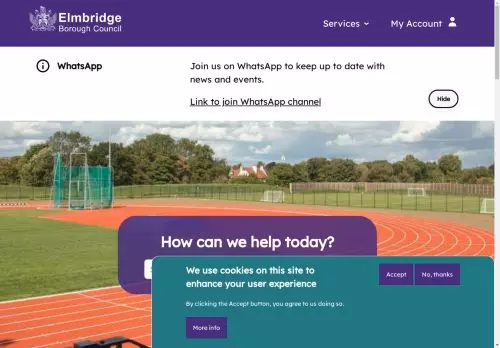 Elmbridge
Borough Council
Services
My Account
WhatsApp
Join us on WhatsApp to keep up to date with
news and events.
Link to join WhatsApp channel
Hide
How can we help today?
We use cookies on this site to
enhance your user experience
Accept
No, thanks
By clicking the Accept button, you agree to us doing so.
More info